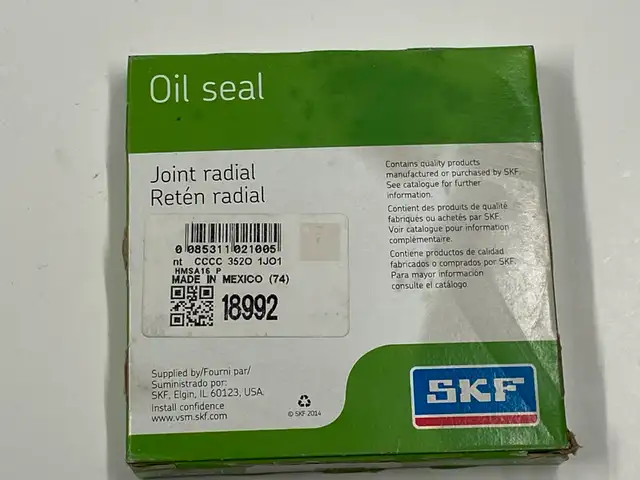 Oil seal
Joint radial
Retén radial
Contains quality products
manufactured or purchased by SKF.
See catalogue for further
information.
Contient des produits de qualité
fabriqués ou achetés par SKF.
Voir catalogue pour information
complémentaire.
Contiene productos de calidad
fabricados o comprados por SKF.
Para mayor información
consulte el catálogo
0 085311 021005
nt CCCC 352O 1JO1
HMSA16 P
MADE IN MEXICO (74)
18992
Supplied by/Fourni par/
Suministrado por:
SKF, Elgin, IL 60123, USA.
Install confidence
www.vsm.skf.com
© SKF 2014
SKF